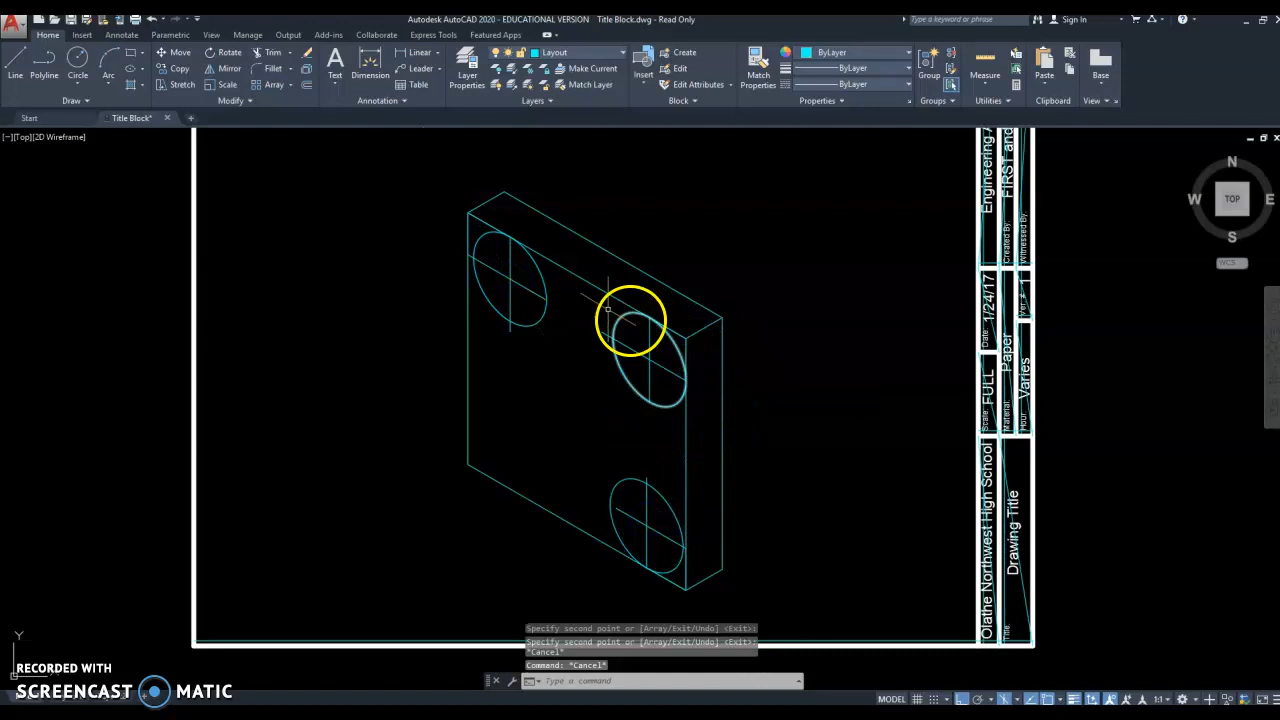 Autodesk AutoCAD 2020 - EDUCATIONAL VERSION Title Block.dwg - Read Only
Type a keyword or phrase
Sign In
Home Insert Annotate Parametric View Manage Output Add-ins Collaborate Express Tools Featured Apps
Line Polyline Circle Arc
Move Rotate Trim
Copy Mirror Fillet
Stretch Scale Array
Text Dimension
Linear
Leader
Table
Layer Properties
Layout
Make Current
Match Layer
Insert
Create
Edit
Edit Attributes
Match Properties
ByLayer
ByLayer
ByLayer
Group
Measure
Paste
Base
Draw Modify Annotation Layers Block Properties Groups Utilities Clipboard View
Start Title Block*
[−][Top][2D Wireframe]
N
W TOP E
S
WCS
Engineering
FIRST and
Created By:
Witnessed By:
Date: 1/24/17
Ver. #: 1
Scale: FULL
Material: Paper
Hour: Varies
Olathe Northwest High School
Title: Drawing Title
Specify second point or [Array/Exit/Undo] <Exit>:
Specify second point or [Array/Exit/Undo] <Exit>:
*Cancel*
Command: *Cancel*
Type a command
Y
RECORDED WITH
SCREENCAST MATIC
MODEL
1:1